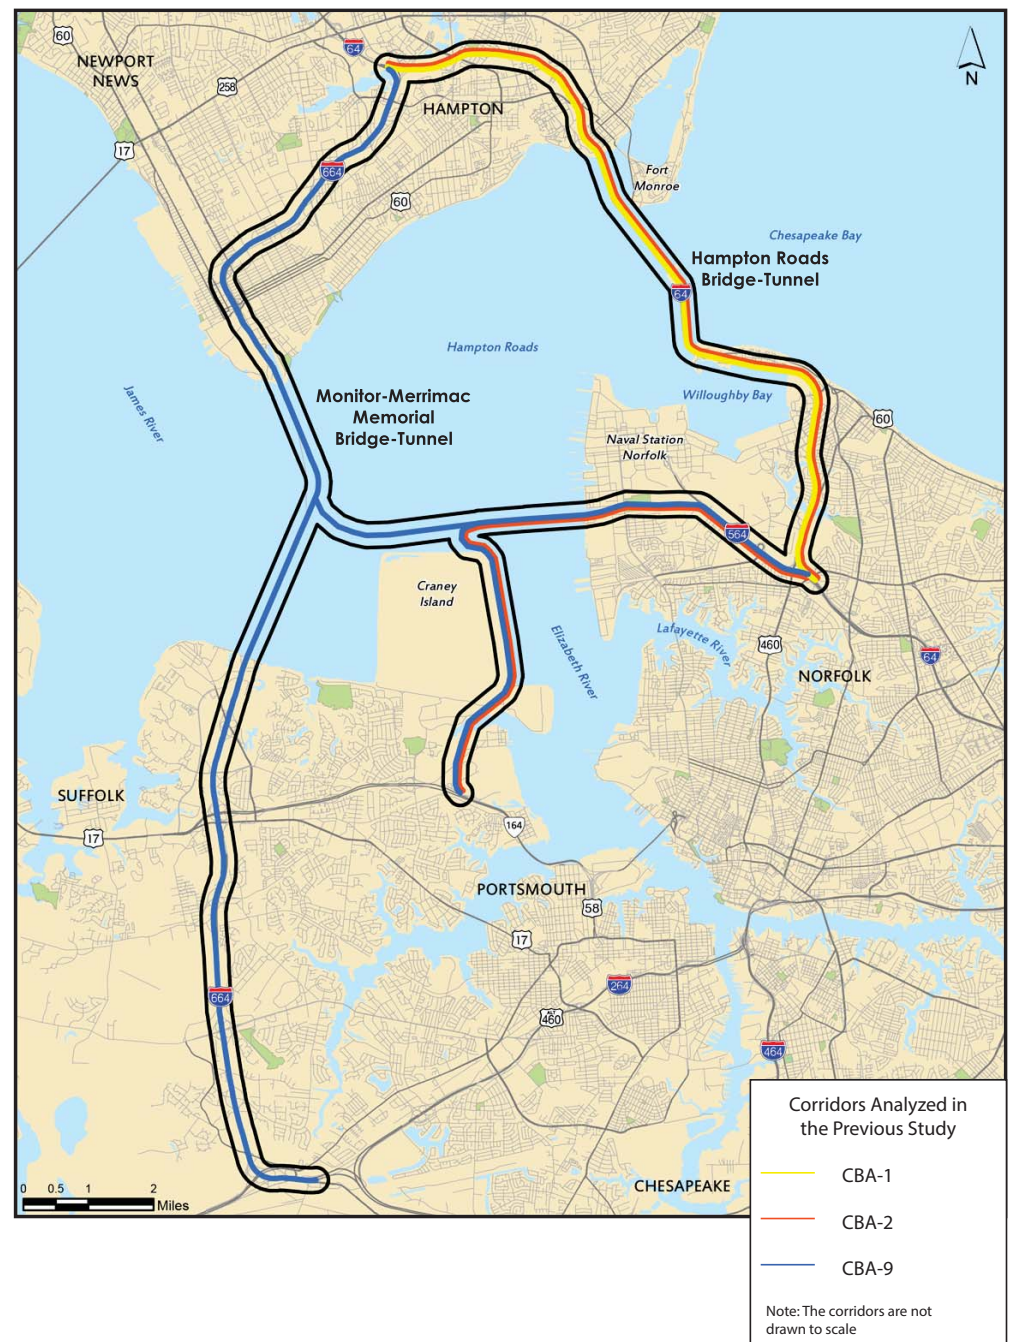 60
NEWPORT
NEWS
64
N
258
HAMPTON
17
664
Fort
Monroe
60
Chesapeake Bay
Hampton Roads
Bridge-Tunnel
64
Hampton Roads
James River
Monitor-Merrimac
Memorial
Bridge-Tunnel
Willoughby Bay
60
Naval Station
Norfolk
564
Craney
Island
Elizabeth River
Lafayette River
460
64
NORFOLK
SUFFOLK
17
164
PORTSMOUTH
58
17
264
664
ALT
460
464
CHESAPEAKE
0 0.5 1 2
Miles
Corridors Analyzed in
the Previous Study
CBA-1
CBA-2
CBA-9
Note: The corridors are not
drawn to scale